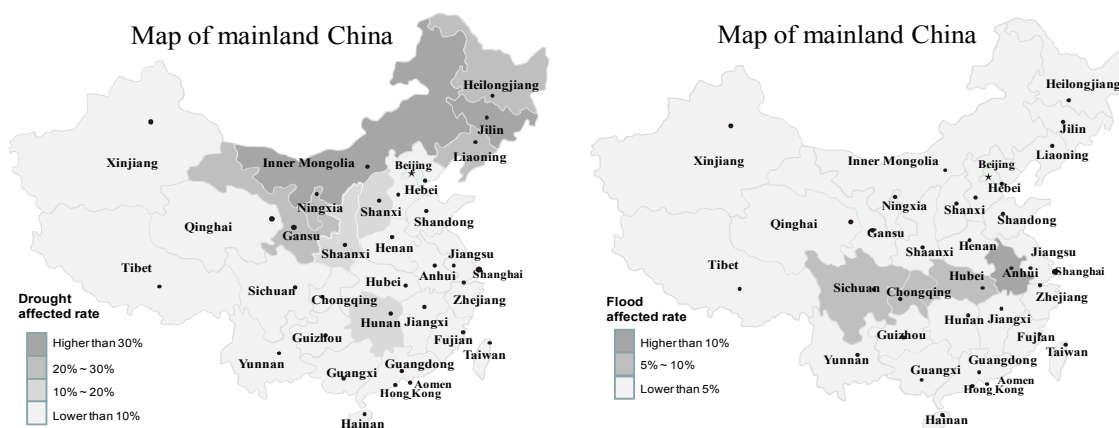 Map of mainland China
Heilongjiang
Jilin
Liaoning
Xinjiang
Inner Mongolia
Beijing
Hebei
Ningxia
Shanxi
Shandong
Qinghai
Gansu
Shaanxi
Henan
Jiangsu
Tibet
Anhui
Shanghai
Sichuan
Hubei
Chongqing
Zhejiang
Hunan
Jiangxi
Guizhou
Fujian
Yunnan
Taiwan
Guangdong
Guangxi
Aomen
Hong Kong
Hainan
Drought
affected rate
Higher than 30%
20% ~ 30%
10% ~ 20%
Lower than 10%
Map of mainland China
Heilongjiang
Jilin
Liaoning
Xinjiang
Inner Mongolia
Beijing
Hebei
Ningxia
Shanxi
Shandong
Qinghai
Gansu
Shaanxi
Henan
Jiangsu
Tibet
Anhui
Shanghai
Sichuan
Hubei
Chongqing
Zhejiang
Hunan
Jiangxi
Guizhou
Fujian
Yunnan
Taiwan
Guangdong
Guangxi
Aomen
Hong Kong
Hainan
Flood
affected rate
Higher than 10%
5% ~ 10%
Lower than 5%